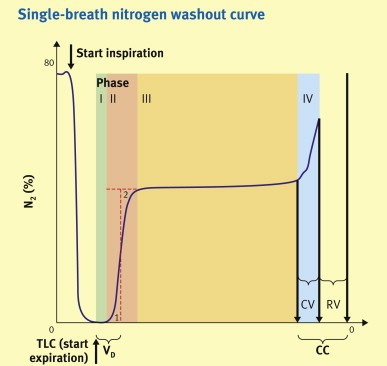 Single-breath nitrogen washout curve
Start inspiration
80
Phase
I II III IV
N₂ (%)
2
1
CV RV
0 0
TLC (start
expiration)
V_D
CC